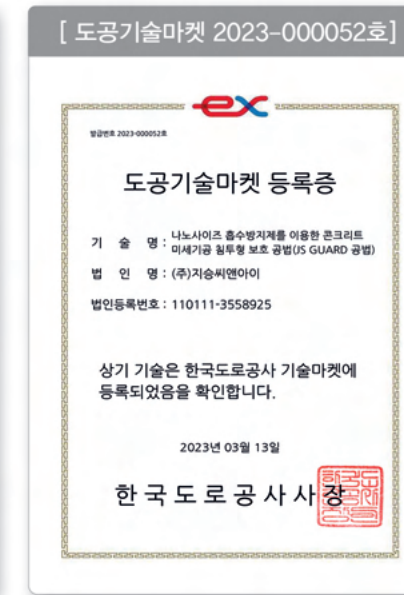 [ 도공기술마켓 2023-000052호]
ex
발급번호 2023-000052호
도공기술마켓 등록증
기 술 명 : 나노사이즈 흡수방지제를 이용한 콘크리트
미세기공 침투형 보호 공법(JS GUARD 공법)
법 인 명 : (주)지승씨앤아이
법인등록번호 : 110111-3558925
상기 기술은 한국도로공사 기술마켓에
등록되었음을 확인합니다.
2023년 03월 13일
한국도로공사사장